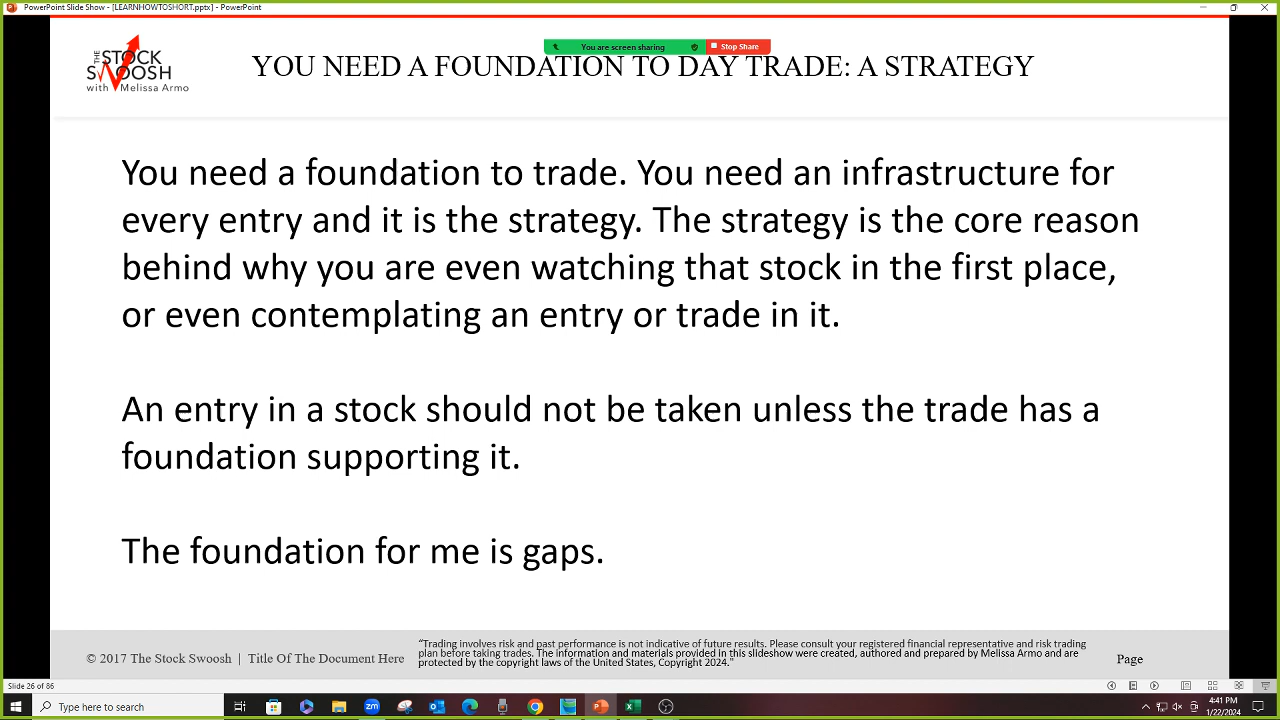 PowerPoint Slide Show - [LEARNHOWTOSHORT.pptx] - PowerPoint
You are screen sharing
Stop Share
THE STOCK
SWOOSH
with Melissa Armo
YOU NEED A FOUNDATION TO DAY TRADE: A STRATEGY
You need a foundation to trade. You need an infrastructure for
every entry and it is the strategy. The strategy is the core reason
behind why you are even watching that stock in the first place,
or even contemplating an entry or trade in it.
An entry in a stock should not be taken unless the trade has a
foundation supporting it.
The foundation for me is gaps.
© 2017 The Stock Swoosh | Title Of The Document Here
"Trading involves risk and past performance is not indicative of future results. Please consult your registered financial representative and risk trading
plan before taking trades. The information and materials provided in this slideshow were created, authored and prepared by Melissa Armo and are
protected by the copyright laws of the United States, Copyright 2024."
Page
Slide 26 of 86
Type here to search
4:41 PM
1/22/2024